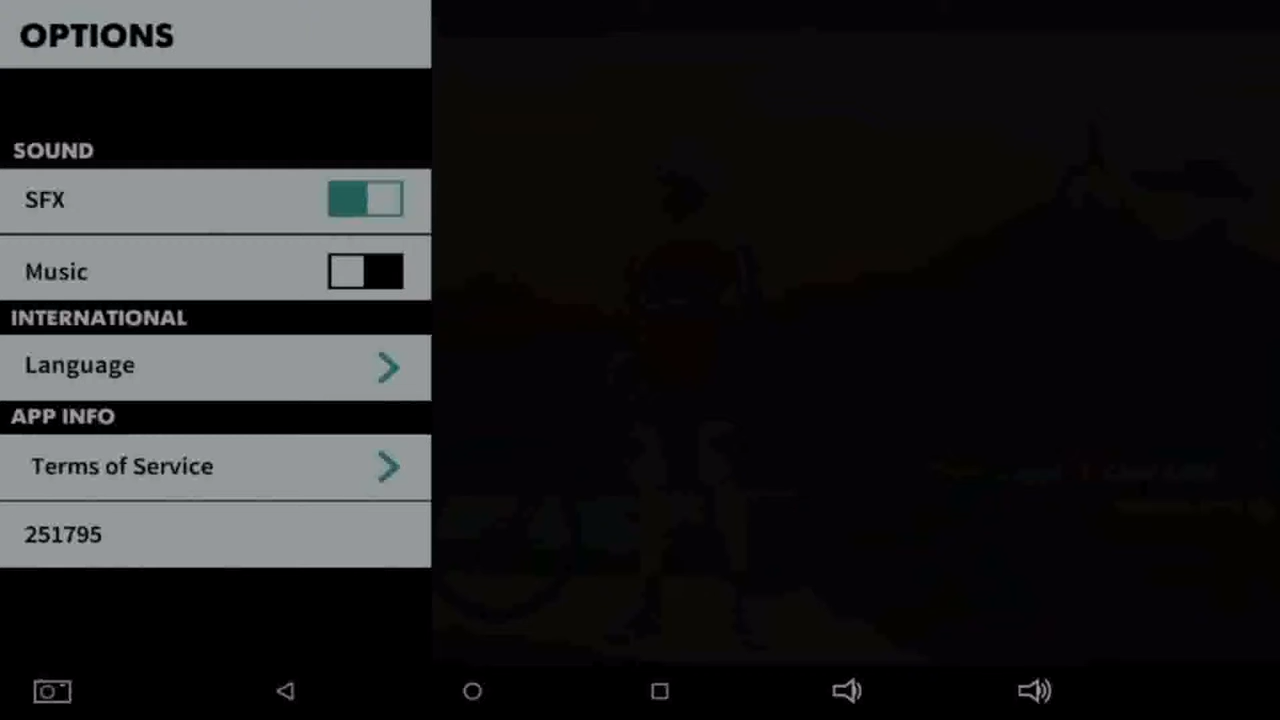 OPTIONS
SOUND
SFX
Music
INTERNATIONAL
Language
APP INFO
Terms of Service
251795